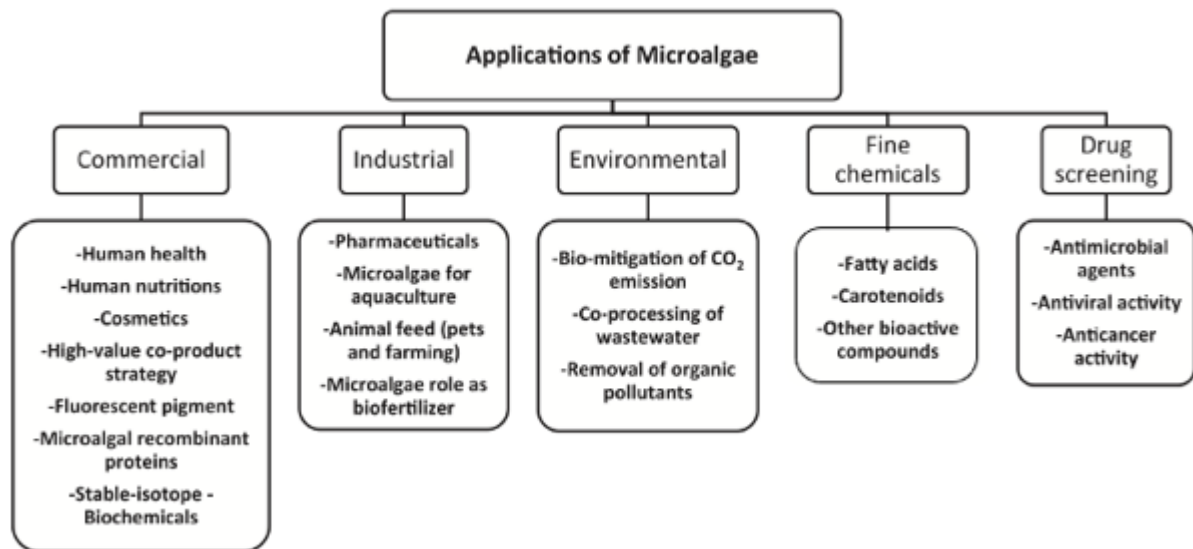 Applications of Microalgae
Commercial
Industrial
Environmental
Fine
chemicals
Drug
screening
-Human health
-Human nutritions
-Cosmetics
-High-value co-product
strategy
-Fluorescent pigment
-Microalgal recombinant
proteins
-Stable-isotope -
Biochemicals
-Pharmaceuticals
-Microalgae for
aquaculture
-Animal feed (pets
and farming)
-Microalgae role as
biofertilizer
-Bio-mitigation of CO₂
emission
-Co-processing of
wastewater
-Removal of organic
pollutants
-Fatty acids
-Carotenoids
-Other bioactive
compounds
-Antimicrobial
agents
-Antiviral activity
-Anticancer
activity